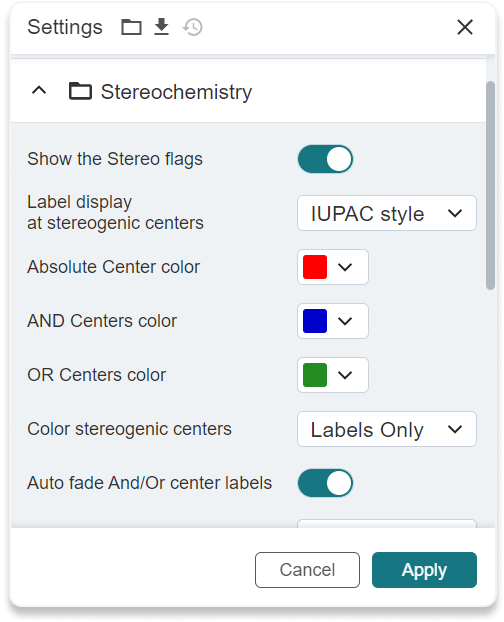 Settings
Stereochemistry
Show the Stereo flags
Label display
at stereogenic centers
IUPAC style
Absolute Center color
AND Centers color
OR Centers color
Color stereogenic centers
Labels Only
Auto fade And/Or center labels
Cancel
Apply